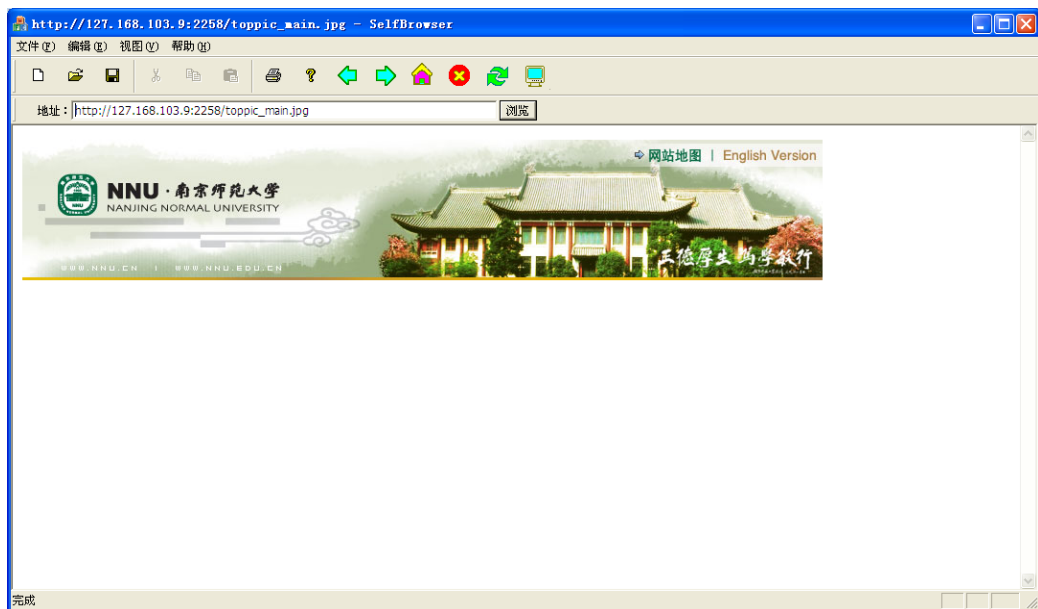 http://127.168.103.9:2258/toppic_main.jpg - SelfBrowser
文件(F) 编辑(E) 视图(V) 帮助(H)
地址: http://127.168.103.9:2258/toppic_main.jpg 浏览
网站地图 | English Version
NNU·南京师范大学
NANJING NORMAL UNIVERSITY
正德厚生 笃学敏行
WWW.NNU.CN | WWW.NNU.EDU.CN
完成